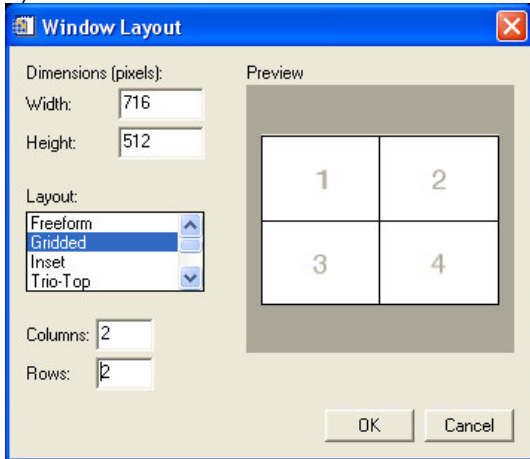 Window Layout
Dimensions (pixels):
Width: 716
Height: 512
Layout:
Freeform
Gridded
Inset
Trio-Top
Columns: 2
Rows: 2
Preview
1 2
3 4
OK Cancel